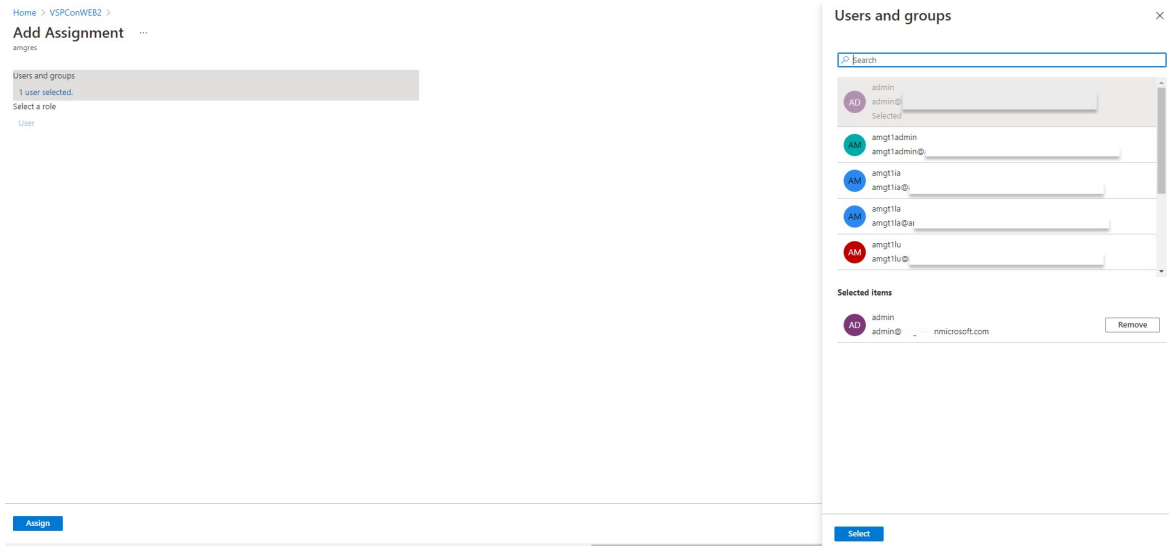 Home > VSPConWEB2 >
Add Assignment ...
amgres
Users and groups
1 user selected.
Select a role
User
Assign
Users and groups
Search
AD
admin
admin@
Selected
AM
amgt1admin
amgt1admin@
AM
amgt1ia
amgt1ia@
AM
amgt1la
amgt1la@
AM
amgt1lu
amgt1lu@
Selected items
AD
admin
admin@ nmicrosoft.com
Remove
Select